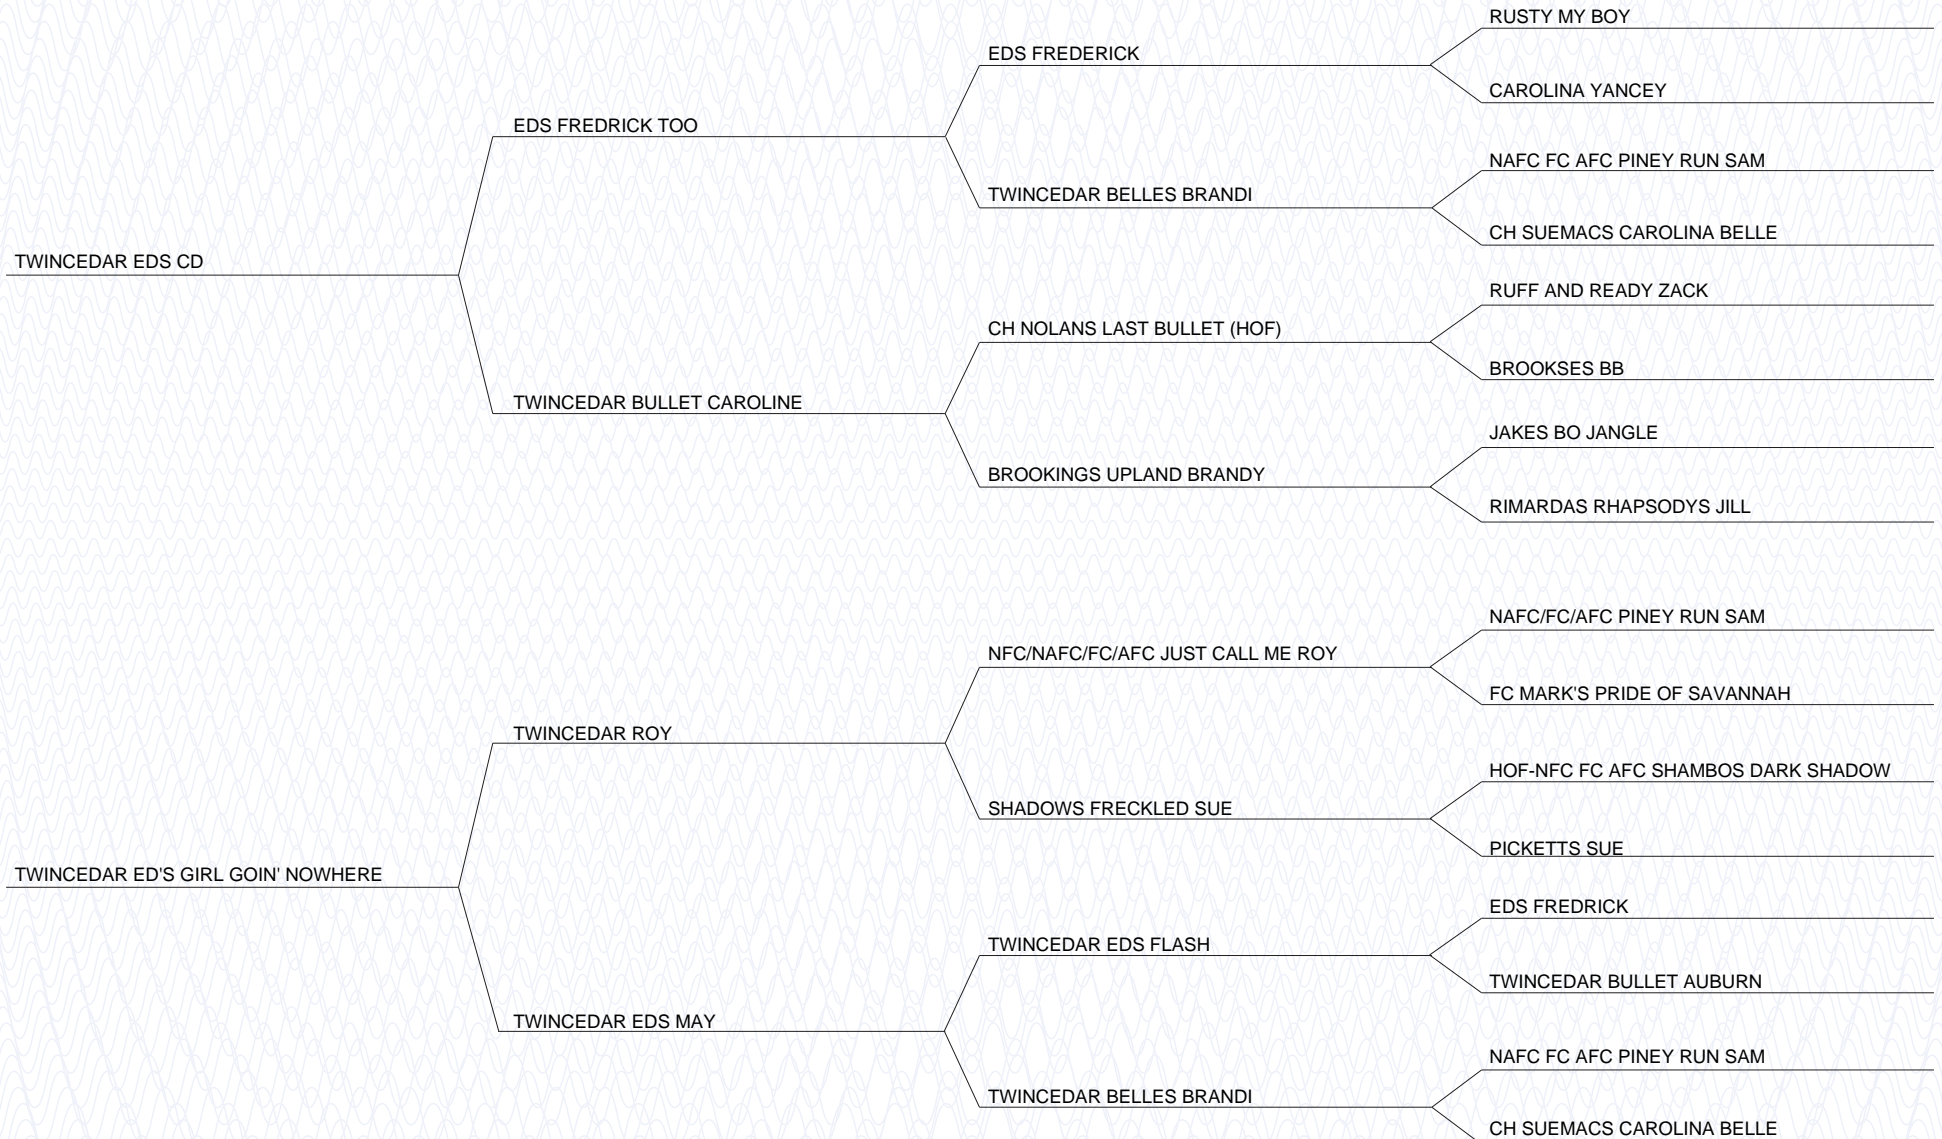 RUSTY MY BOY
EDS FREDERICK
CAROLINA YANCEY
EDS FREDRICK TOO
NAFC FC AFC PINEY RUN SAM
TWINCEDAR BELLES BRANDI
CH SUEMACS CAROLINA BELLE
TWINCEDAR EDS CD
RUFF AND READY ZACK
CH NOLANS LAST BULLET (HOF)
BROOKSES BB
TWINCEDAR BULLET CAROLINE
JAKES BO JANGLE
BROOKINGS UPLAND BRANDY
RIMARDAS RHAPSODYS JILL
NAFC/FC/AFC PINEY RUN SAM
NFC/NAFC/FC/AFC JUST CALL ME ROY
FC MARK'S PRIDE OF SAVANNAH
TWINCEDAR ROY
HOF-NFC FC AFC SHAMBOS DARK SHADOW
SHADOWS FRECKLED SUE
PICKETTS SUE
TWINCEDAR ED'S GIRL GOIN' NOWHERE
EDS FREDRICK
TWINCEDAR EDS FLASH
TWINCEDAR BULLET AUBURN
TWINCEDAR EDS MAY
NAFC FC AFC PINEY RUN SAM
TWINCEDAR BELLES BRANDI
CH SUEMACS CAROLINA BELLE